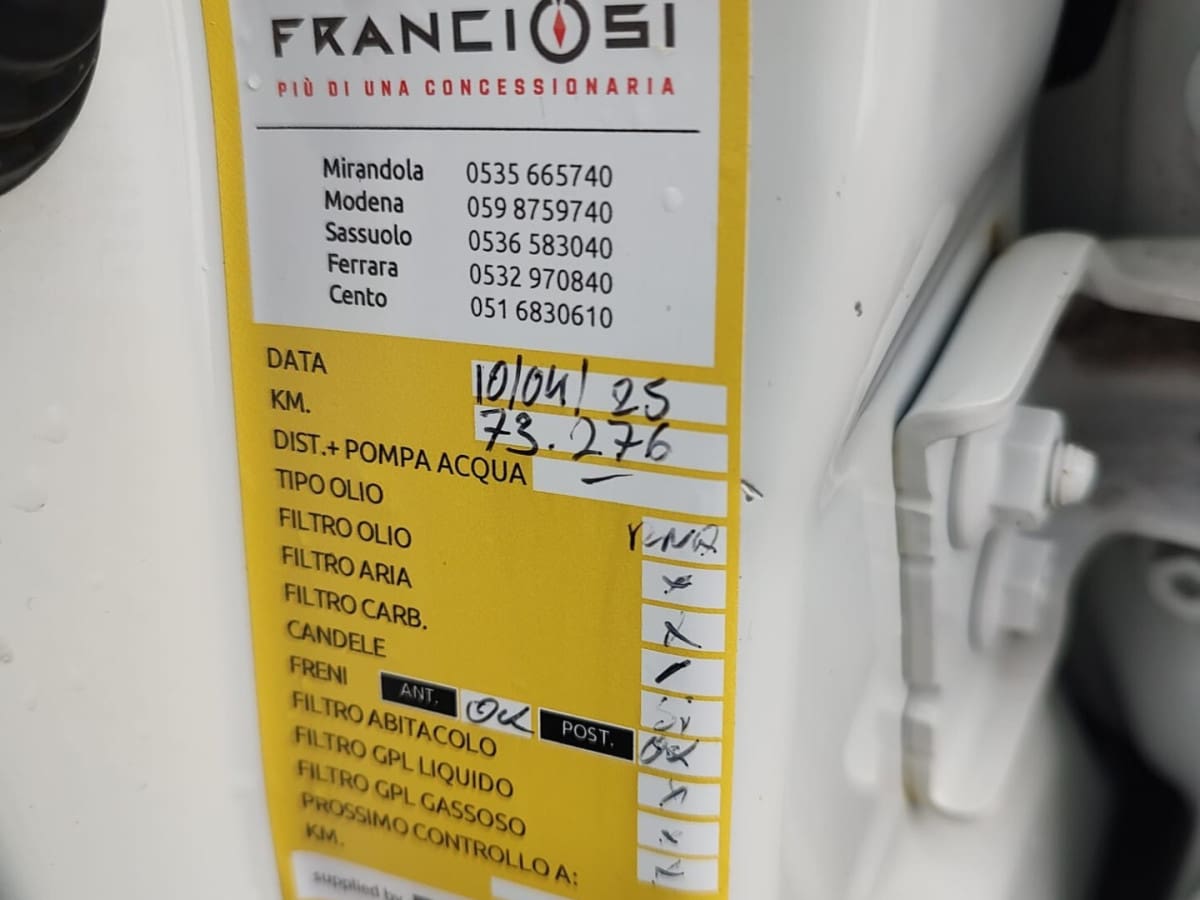 FRANCIOSI
PIÙ DI UNA CONCESSIONARIA
Mirandola 0535 665740
Modena 059 8759740
Sassuolo 0536 583040
Ferrara 0532 970840
Cento 051 6830610
DATA 10/04/25
KM. 73.276
DIST.+ POMPA ACQUA –
TIPO OLIO
FILTRO OLIO X
FILTRO ARIA X
FILTRO CARB. /
CANDELE Si
FRENI ANT. OK POST. OK
FILTRO ABITACOLO X
FILTRO GPL LIQUIDO X
FILTRO GPL GASSOSO X
PROSSIMO CONTROLLO A:
KM.
supplied by